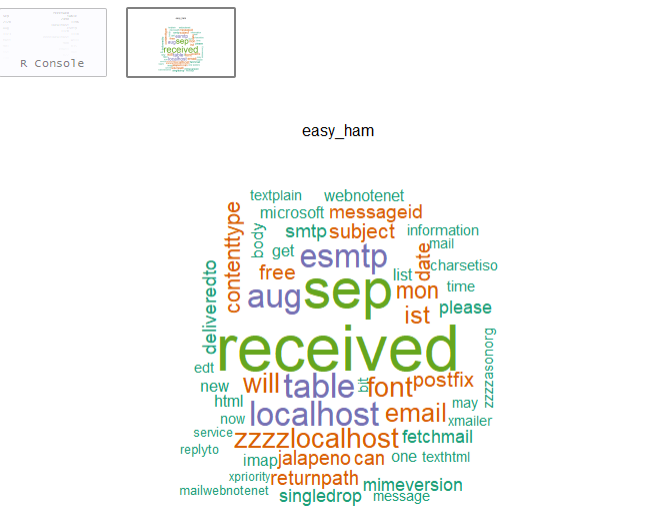 R Console
easy_ham
textplain webnotenet
microsoft messageid
contenttype
body
smtp subject information
mail
get esmtp date
charsetiso
free list
deliveredto
aug sep mon time
ist please
received
zzzzasonorg
edt
will table blt font postfix
new
html localhost email may
now xmailer
service zzzzlocalhost fetchmail
replyto
imap jalapeno can one texthtml
xpriority returnpath mimeversion
mailwebnotenet singledrop message